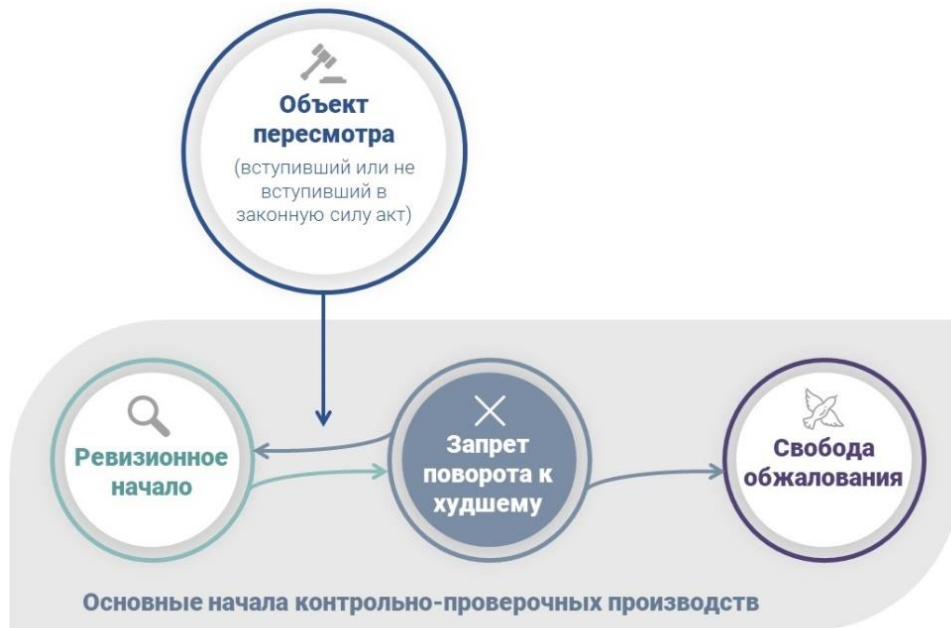 Объект
пересмотра
(вступивший или не
вступивший в
законную силу акт)
Ревизионное
начало
Запрет
поворота к
худшему
Свобода
обжалования
Основные начала контрольно-проверочных производств